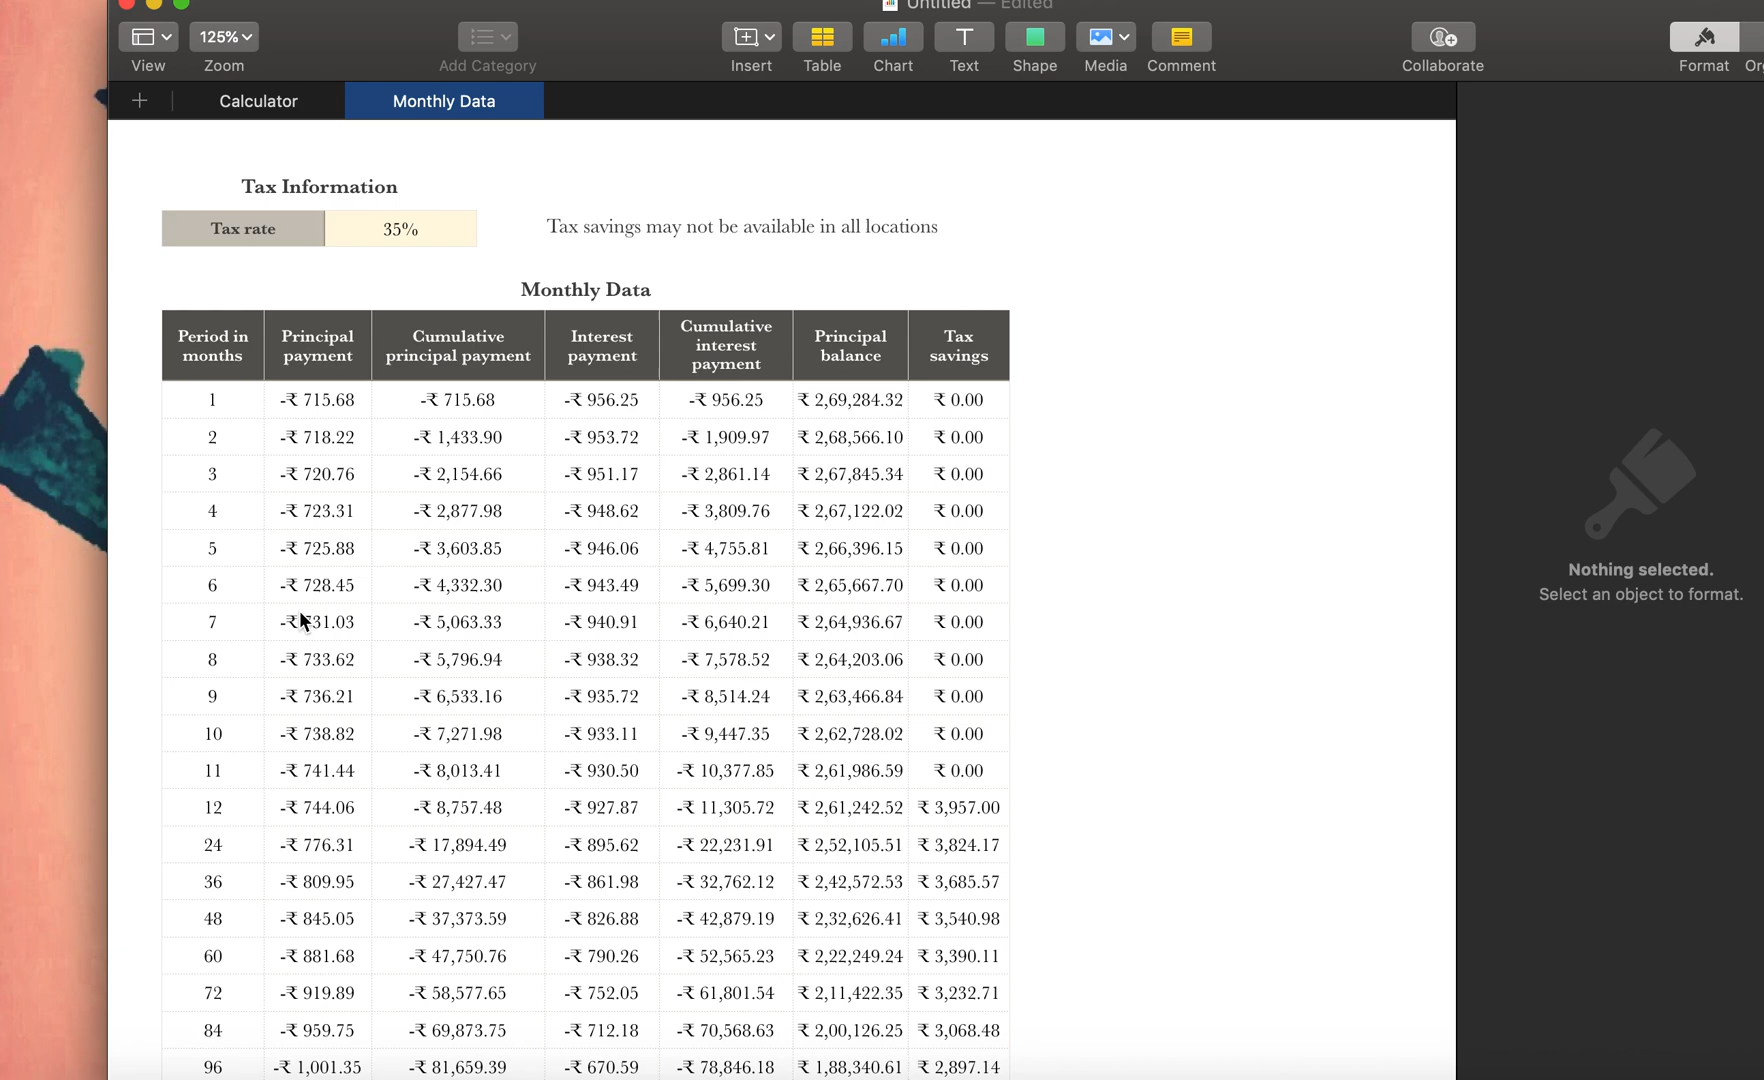 Untitled — Edited
125%
View Zoom Add Category Insert Table Chart Text Shape Media Comment Collaborate Format
+ Calculator Monthly Data
Tax Information
Tax rate 35% Tax savings may not be available in all locations
Monthly Data
Period in months Principal payment Cumulative principal payment Interest payment Cumulative interest payment Principal balance Tax savings
1 -₹ 715.68 -₹ 715.68 -₹ 956.25 -₹ 956.25 ₹ 2,69,284.32 ₹ 0.00
2 -₹ 718.22 -₹ 1,433.90 -₹ 953.72 -₹ 1,909.97 ₹ 2,68,566.10 ₹ 0.00
3 -₹ 720.76 -₹ 2,154.66 -₹ 951.17 -₹ 2,861.14 ₹ 2,67,845.34 ₹ 0.00
4 -₹ 723.31 -₹ 2,877.98 -₹ 948.62 -₹ 3,809.76 ₹ 2,67,122.02 ₹ 0.00
5 -₹ 725.88 -₹ 3,603.85 -₹ 946.06 -₹ 4,755.81 ₹ 2,66,396.15 ₹ 0.00
6 -₹ 728.45 -₹ 4,332.30 -₹ 943.49 -₹ 5,699.30 ₹ 2,65,667.70 ₹ 0.00
7 -₹ 31.03 -₹ 5,063.33 -₹ 940.91 -₹ 6,640.21 ₹ 2,64,936.67 ₹ 0.00
8 -₹ 733.62 -₹ 5,796.94 -₹ 938.32 -₹ 7,578.52 ₹ 2,64,203.06 ₹ 0.00
9 -₹ 736.21 -₹ 6,533.16 -₹ 935.72 -₹ 8,514.24 ₹ 2,63,466.84 ₹ 0.00
10 -₹ 738.82 -₹ 7,271.98 -₹ 933.11 -₹ 9,447.35 ₹ 2,62,728.02 ₹ 0.00
11 -₹ 741.44 -₹ 8,013.41 -₹ 930.50 -₹ 10,377.85 ₹ 2,61,986.59 ₹ 0.00
12 -₹ 744.06 -₹ 8,757.48 -₹ 927.87 -₹ 11,305.72 ₹ 2,61,242.52 ₹ 3,957.00
24 -₹ 776.31 -₹ 17,894.49 -₹ 895.62 -₹ 22,231.91 ₹ 2,52,105.51 ₹ 3,824.17
36 -₹ 809.95 -₹ 27,427.47 -₹ 861.98 -₹ 32,762.12 ₹ 2,42,572.53 ₹ 3,685.57
48 -₹ 845.05 -₹ 37,373.59 -₹ 826.88 -₹ 42,879.19 ₹ 2,32,626.41 ₹ 3,540.98
60 -₹ 881.68 -₹ 47,750.76 -₹ 790.26 -₹ 52,565.23 ₹ 2,22,249.24 ₹ 3,390.11
72 -₹ 919.89 -₹ 58,577.65 -₹ 752.05 -₹ 61,801.54 ₹ 2,11,422.35 ₹ 3,232.71
84 -₹ 959.75 -₹ 69,873.75 -₹ 712.18 -₹ 70,568.63 ₹ 2,00,126.25 ₹ 3,068.48
96 -₹ 1,001.35 -₹ 81,659.39 -₹ 670.59 -₹ 78,846.18 ₹ 1,88,340.61 ₹ 2,897.14
Nothing selected.
Select an object to format.